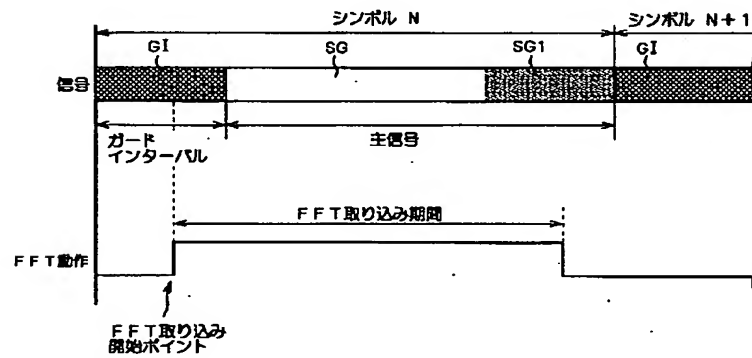 シンボル N
シンボル N+1
GI
SG
SG1
GI
信号
ガード
インターバル
主信号
FFT取り込み期間
FFT動作
FFT取り込み
開始ポイント